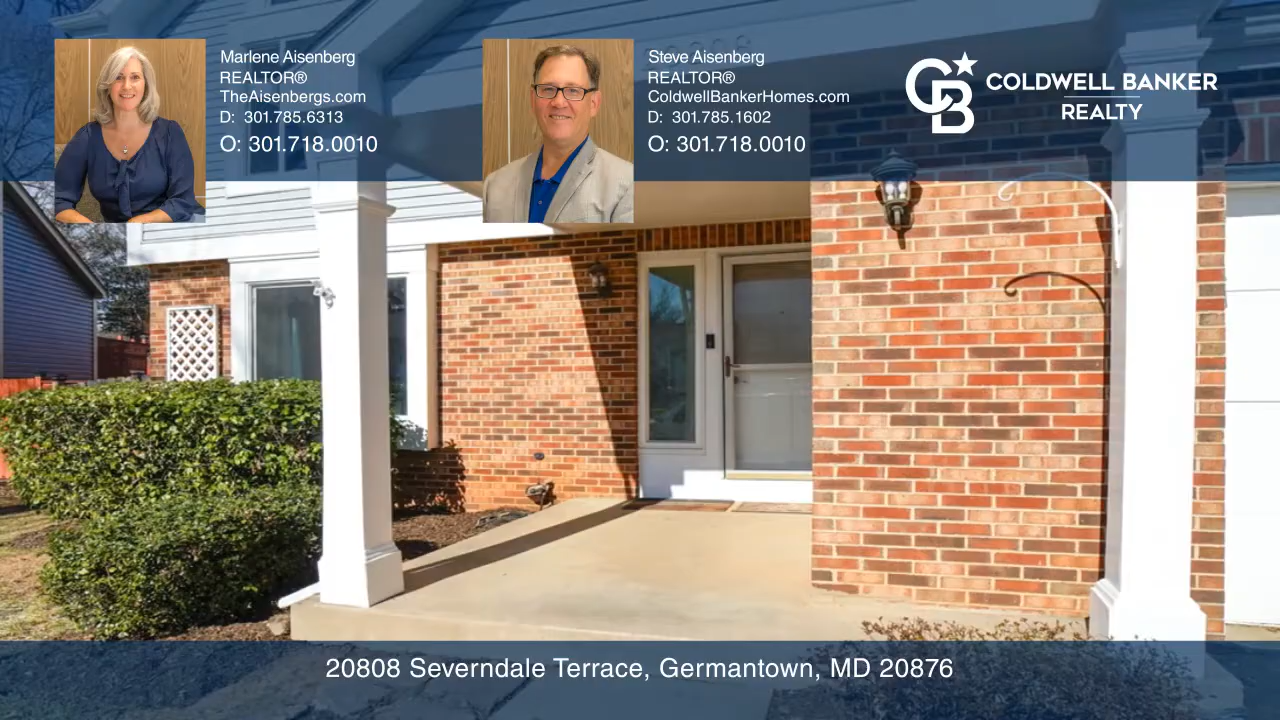 Marlene Aisenberg
REALTOR®
TheAisenbergs.com
D: 301.785.6313
O: 301.718.0010
Steve Aisenberg
REALTOR®
ColdwellBankerHomes.com
D: 301.785.1602
O: 301.718.0010
CB
COLDWELL BANKER
REALTY
20808 Severndale Terrace, Germantown, MD 20876